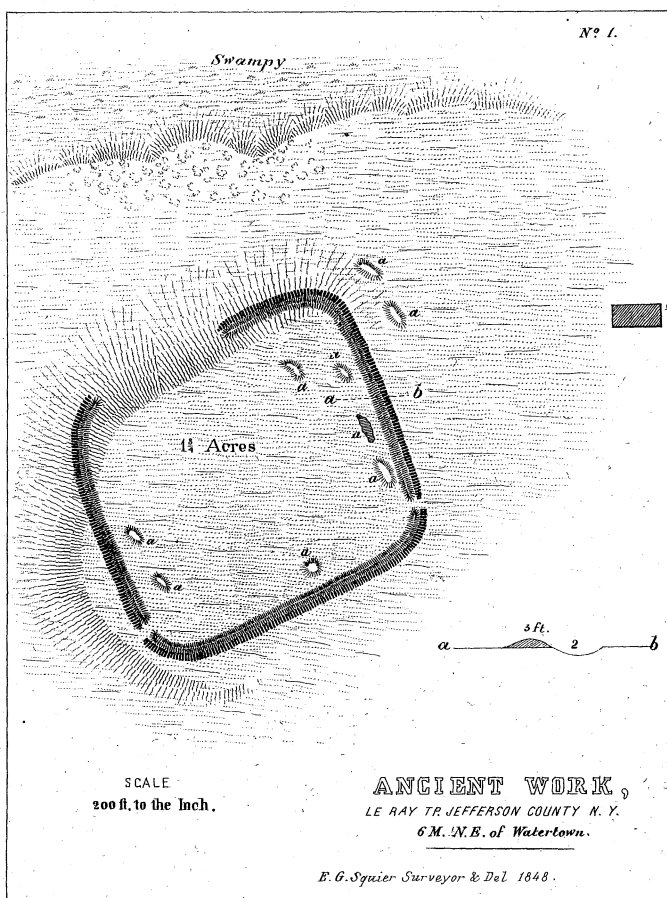 Nº 1.
Swampy
a
a
a
a
a b
a
1¾ Acres
a
a
a
a
3 ft.
a 2 b
SCALE
200 ft. to the Inch.
ANCIENT WORK,
LE RAY TP. JEFFERSON COUNTY N. Y.
6 M. N.E. of Watertown.
E. G. Squier Surveyor & Del 1848.